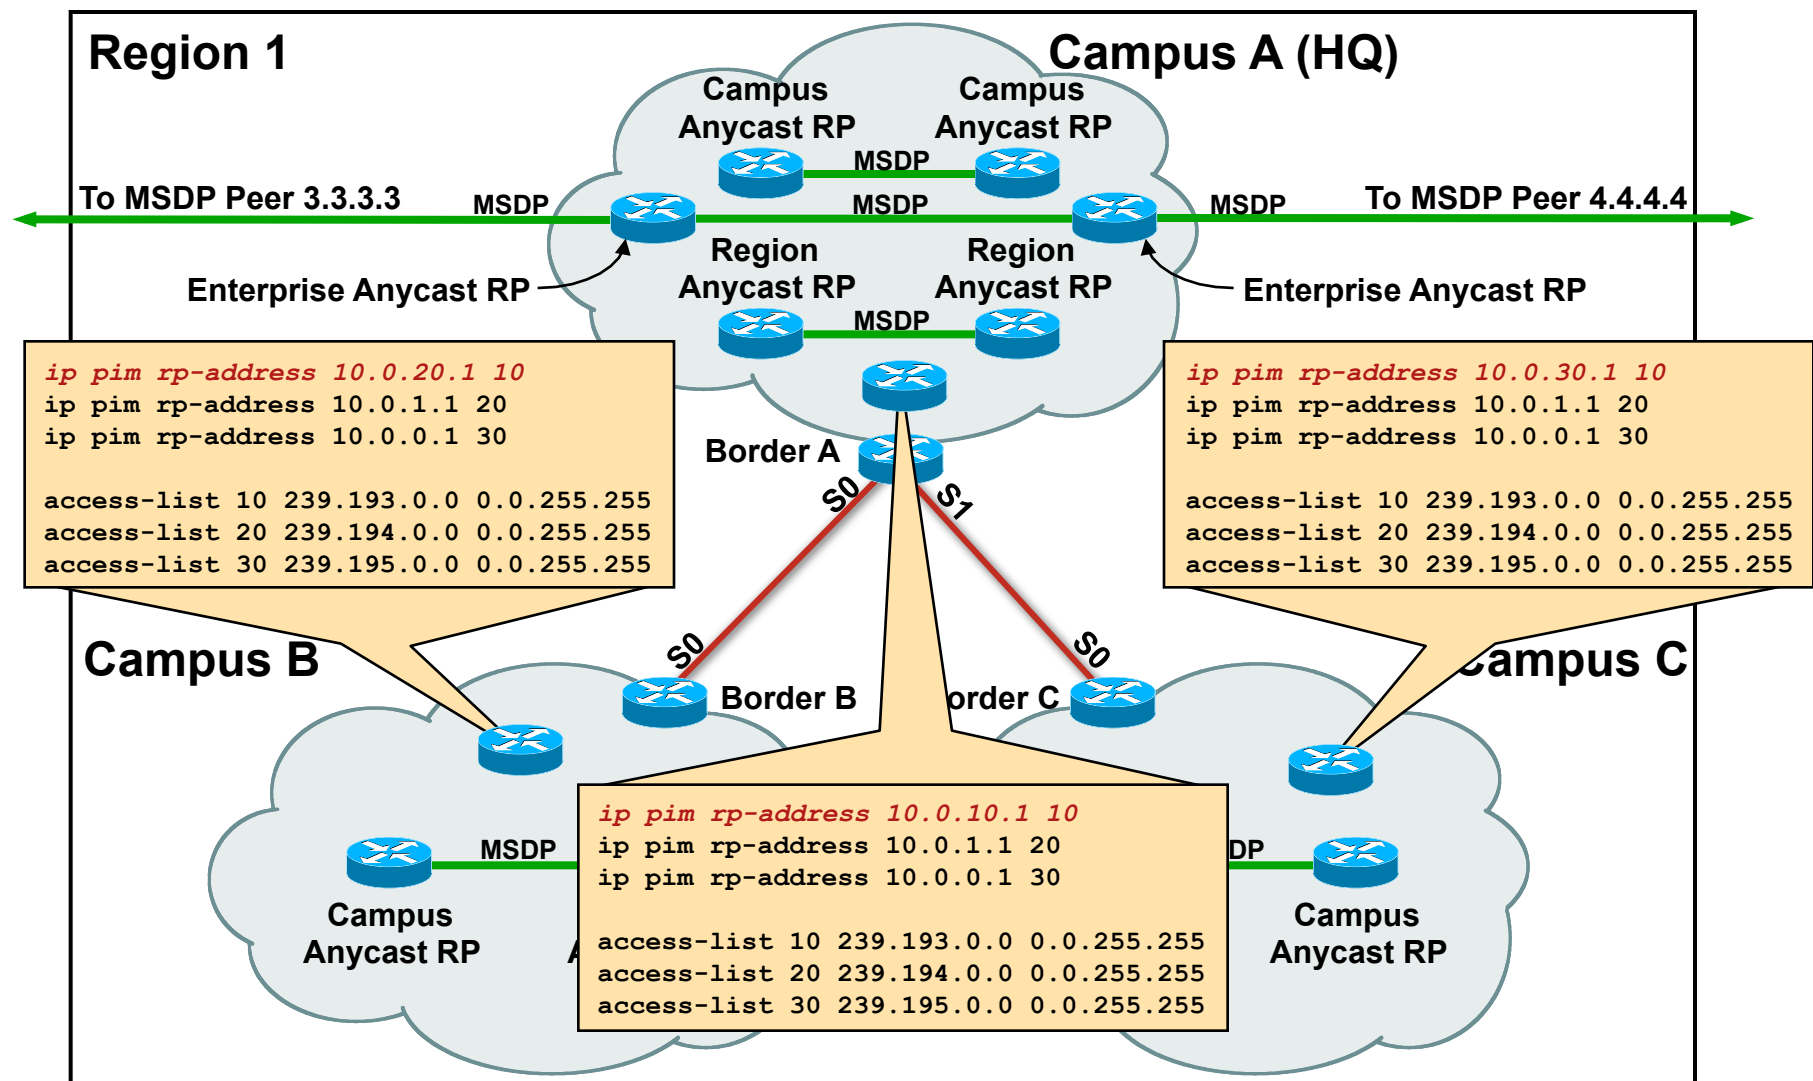 Region 1
Campus A (HQ)
Campus
Anycast RP
Campus
Anycast RP
MSDP
To MSDP Peer 3.3.3.3
MSDP
MSDP
MSDP
To MSDP Peer 4.4.4.4
Region
Anycast RP
Region
Anycast RP
Enterprise Anycast RP
Enterprise Anycast RP
MSDP
ip pim rp-address 10.0.20.1 10
ip pim rp-address 10.0.1.1 20
ip pim rp-address 10.0.0.1 30
access-list 10 239.193.0.0 0.0.255.255
access-list 20 239.194.0.0 0.0.255.255
access-list 30 239.195.0.0 0.0.255.255
ip pim rp-address 10.0.30.1 10
ip pim rp-address 10.0.1.1 20
ip pim rp-address 10.0.0.1 30
access-list 10 239.193.0.0 0.0.255.255
access-list 20 239.194.0.0 0.0.255.255
access-list 30 239.195.0.0 0.0.255.255
Border A
S0
S1
S0
S0
Campus B
ampus C
Border B
order C
ip pim rp-address 10.0.10.1 10
ip pim rp-address 10.0.1.1 20
ip pim rp-address 10.0.0.1 30
access-list 10 239.193.0.0 0.0.255.255
access-list 20 239.194.0.0 0.0.255.255
access-list 30 239.195.0.0 0.0.255.255
MSDP
DP
Campus
Anycast RP
Campus
Anycast RP